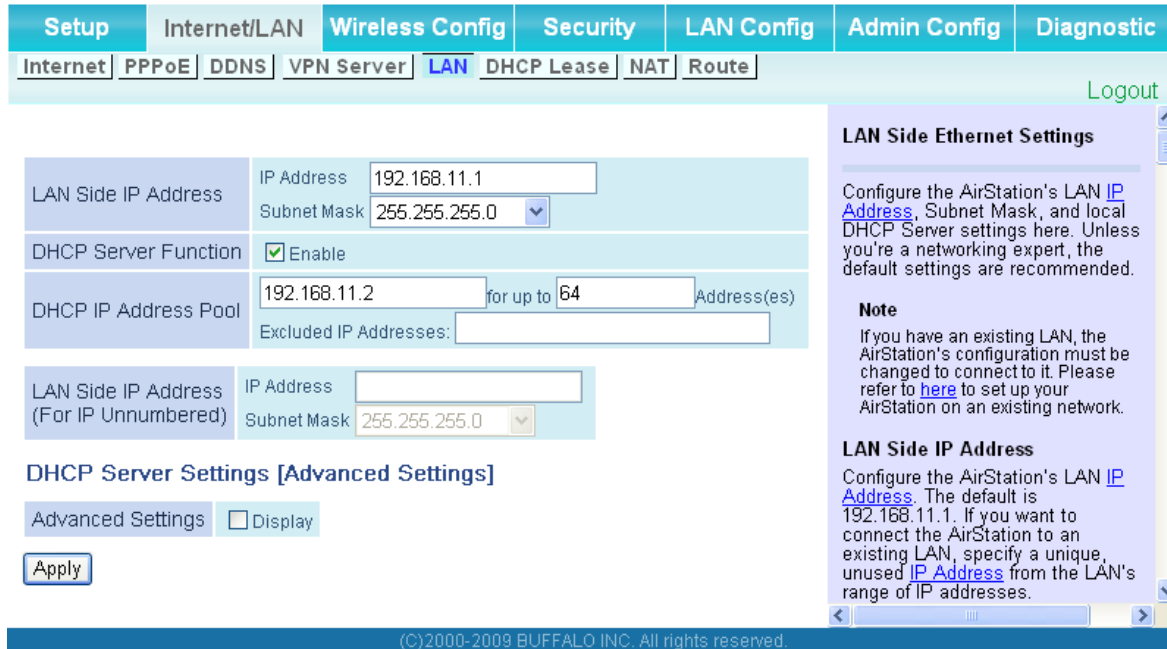 Setup Internet/LAN Wireless Config Security LAN Config Admin Config Diagnostic
Internet PPPoE DDNS VPN Server LAN DHCP Lease NAT Route
Logout
LAN Side IP Address
IP Address 192.168.11.1
Subnet Mask 255.255.255.0
DHCP Server Function Enable
DHCP IP Address Pool
192.168.11.2 for up to 64 Address(es)
Excluded IP Addresses:
LAN Side IP Address
(For IP Unnumbered)
IP Address
Subnet Mask 255.255.255.0
DHCP Server Settings [Advanced Settings]
Advanced Settings Display
Apply
LAN Side Ethernet Settings
Configure the AirStation's LAN IP
Address, Subnet Mask, and local
DHCP Server settings here. Unless
you're a networking expert, the
default settings are recommended.
Note
If you have an existing LAN, the
AirStation's configuration must be
changed to connect to it. Please
refer to here to set up your
AirStation on an existing network.
LAN Side IP Address
Configure the AirStation's LAN IP
Address. The default is
192.168.11.1. If you want to
connect the AirStation to an
existing LAN, specify a unique,
unused IP Address from the LAN's
range of IP addresses.
(C)2000-2009 BUFFALO INC. All rights reserved.